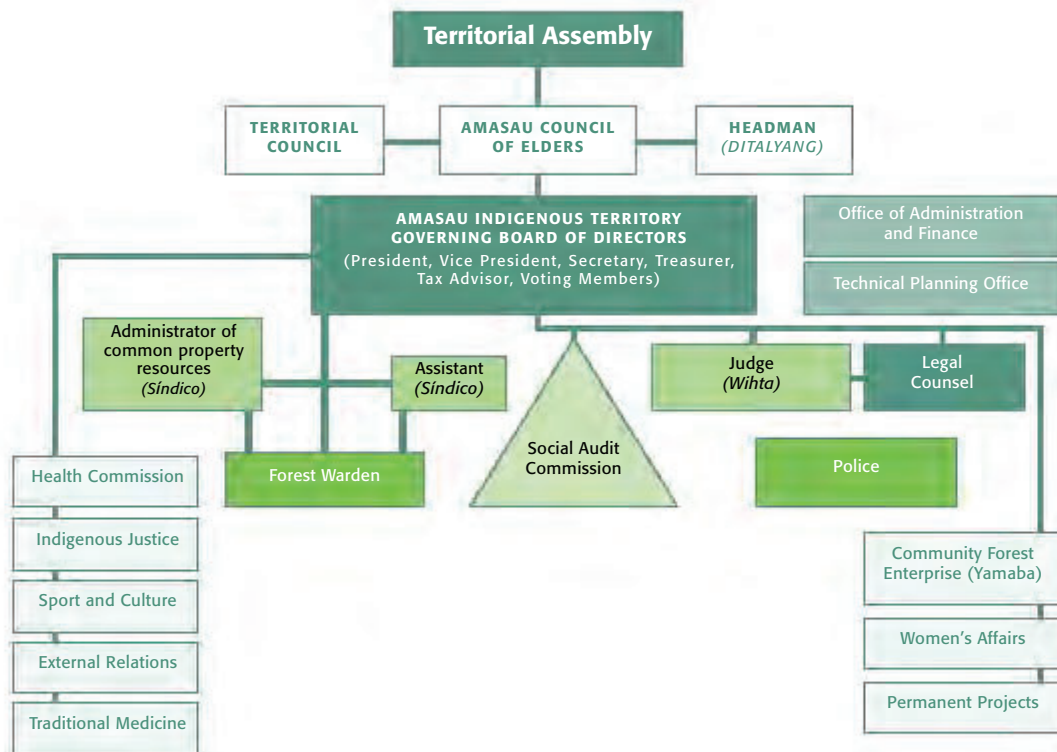 Territorial Assembly
TERRITORIAL
COUNCIL
AMASAU COUNCIL
OF ELDERS
HEADMAN
(DITALYANG)
AMASAU INDIGENOUS TERRITORY
GOVERNING BOARD OF DIRECTORS
(President, Vice President, Secretary, Treasurer,
Tax Advisor, Voting Members)
Office of Administration
and Finance
Technical Planning Office
Administrator of
common property
resources
(Síndico)
Assistant
(Síndico)
Judge
(Wihta)
Legal
Counsel
Social Audit
Commission
Health Commission
Forest Warden
Police
Indigenous Justice
Sport and Culture
External Relations
Traditional Medicine
Community Forest
Enterprise (Yamaba)
Women's Affairs
Permanent Projects